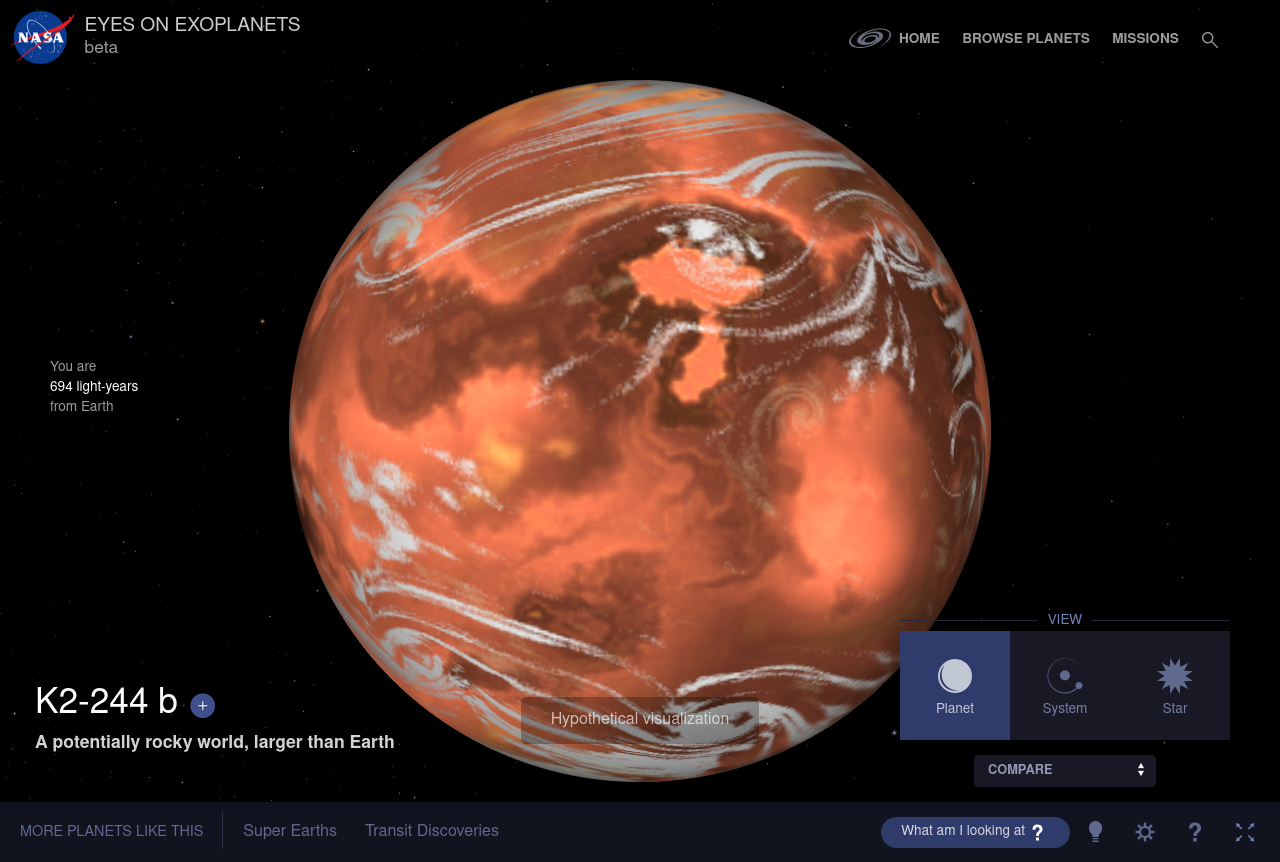 NASA
EYES ON EXOPLANETS
beta
HOME
BROWSE PLANETS
MISSIONS
You are
694 light-years
from Earth
VIEW
Planet
System
Star
K2-244 b +
A potentially rocky world, larger than Earth
Hypothetical visualization
COMPARE
MORE PLANETS LIKE THIS
Super Earths
Transit Discoveries
What am I looking at ?
?